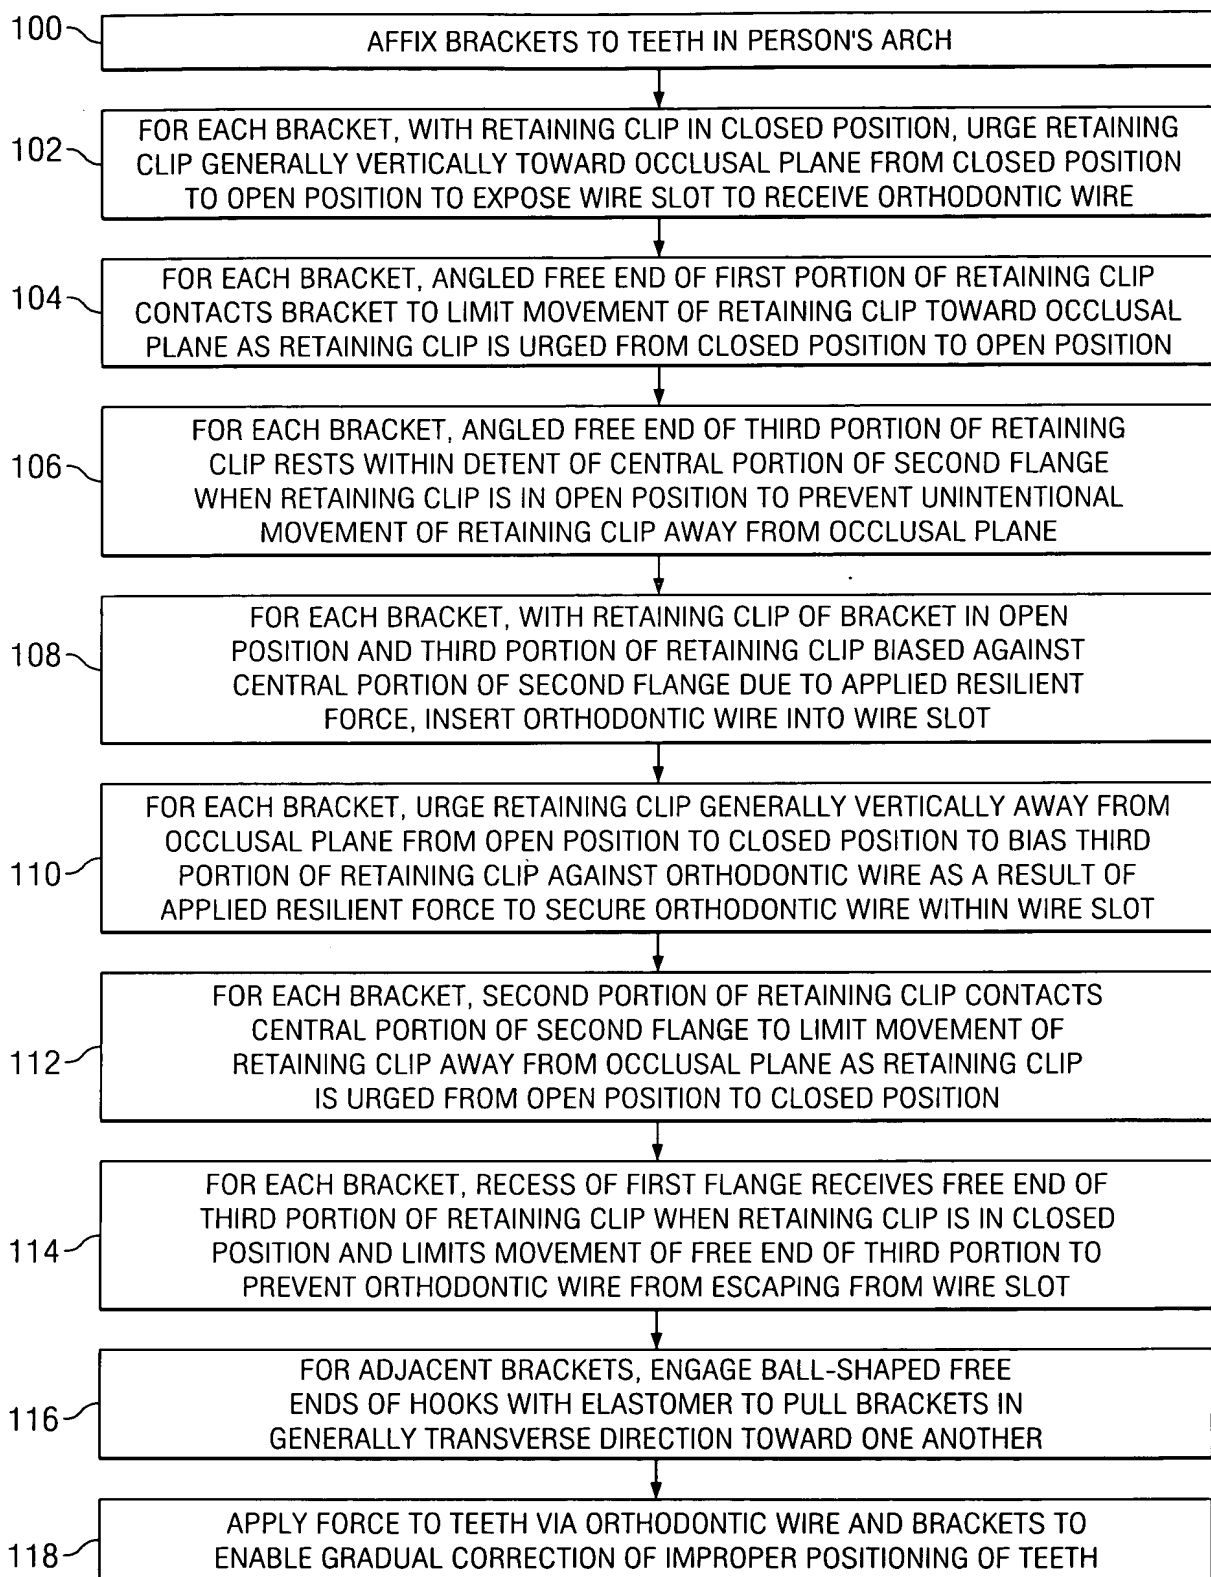 100
AFFIX BRACKETS TO TEETH IN PERSON'S ARCH
102
FOR EACH BRACKET, WITH RETAINING CLIP IN CLOSED POSITION, URGE RETAINING
CLIP GENERALLY VERTICALLY TOWARD OCCLUSAL PLANE FROM CLOSED POSITION
TO OPEN POSITION TO EXPOSE WIRE SLOT TO RECEIVE ORTHODONTIC WIRE
104
FOR EACH BRACKET, ANGLED FREE END OF FIRST PORTION OF RETAINING CLIP
CONTACTS BRACKET TO LIMIT MOVEMENT OF RETAINING CLIP TOWARD OCCLUSAL
PLANE AS RETAINING CLIP IS URGED FROM CLOSED POSITION TO OPEN POSITION
106
FOR EACH BRACKET, ANGLED FREE END OF THIRD PORTION OF RETAINING
CLIP RESTS WITHIN DETENT OF CENTRAL PORTION OF SECOND FLANGE
WHEN RETAINING CLIP IS IN OPEN POSITION TO PREVENT UNINTENTIONAL
MOVEMENT OF RETAINING CLIP AWAY FROM OCCLUSAL PLANE
108
FOR EACH BRACKET, WITH RETAINING CLIP OF BRACKET IN OPEN
POSITION AND THIRD PORTION OF RETAINING CLIP BIASED AGAINST
CENTRAL PORTION OF SECOND FLANGE DUE TO APPLIED RESILIENT
FORCE, INSERT ORTHODONTIC WIRE INTO WIRE SLOT
110
FOR EACH BRACKET, URGE RETAINING CLIP GENERALLY VERTICALLY AWAY FROM
OCCLUSAL PLANE FROM OPEN POSITION TO CLOSED POSITION TO BIAS THIRD
PORTION OF RETAINING CLIP AGAINST ORTHODONTIC WIRE AS A RESULT OF
APPLIED RESILIENT FORCE TO SECURE ORTHODONTIC WIRE WITHIN WIRE SLOT
112
FOR EACH BRACKET, SECOND PORTION OF RETAINING CLIP CONTACTS
CENTRAL PORTION OF SECOND FLANGE TO LIMIT MOVEMENT OF
RETAINING CLIP AWAY FROM OCCLUSAL PLANE AS RETAINING CLIP
IS URGED FROM OPEN POSITION TO CLOSED POSITION
114
FOR EACH BRACKET, RECESS OF FIRST FLANGE RECEIVES FREE END OF
THIRD PORTION OF RETAINING CLIP WHEN RETAINING CLIP IS IN CLOSED
POSITION AND LIMITS MOVEMENT OF FREE END OF THIRD PORTION TO
PREVENT ORTHODONTIC WIRE FROM ESCAPING FROM WIRE SLOT
116
FOR ADJACENT BRACKETS, ENGAGE BALL-SHAPED FREE
ENDS OF HOOKS WITH ELASTOMER TO PULL BRACKETS IN
GENERALLY TRANSVERSE DIRECTION TOWARD ONE ANOTHER
118
APPLY FORCE TO TEETH VIA ORTHODONTIC WIRE AND BRACKETS TO
ENABLE GRADUAL CORRECTION OF IMPROPER POSITIONING OF TEETH